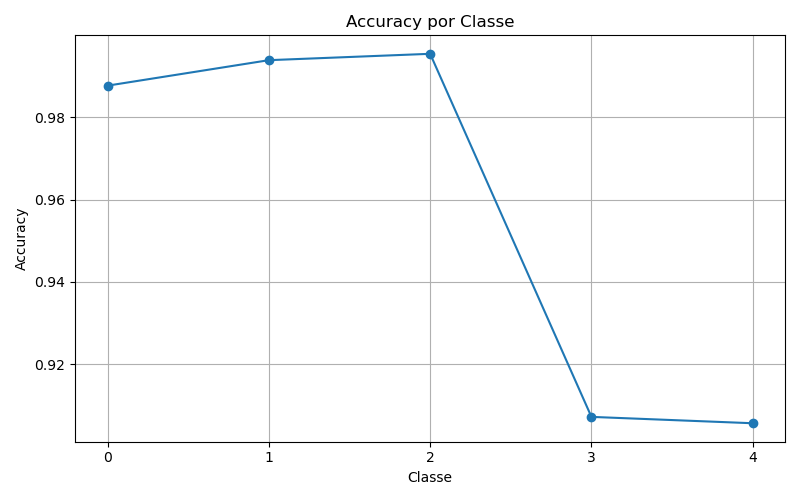 Accuracy por Classe
0.98
0.96
0.94
0.92
Accuracy
0 1 2 3 4
Classe